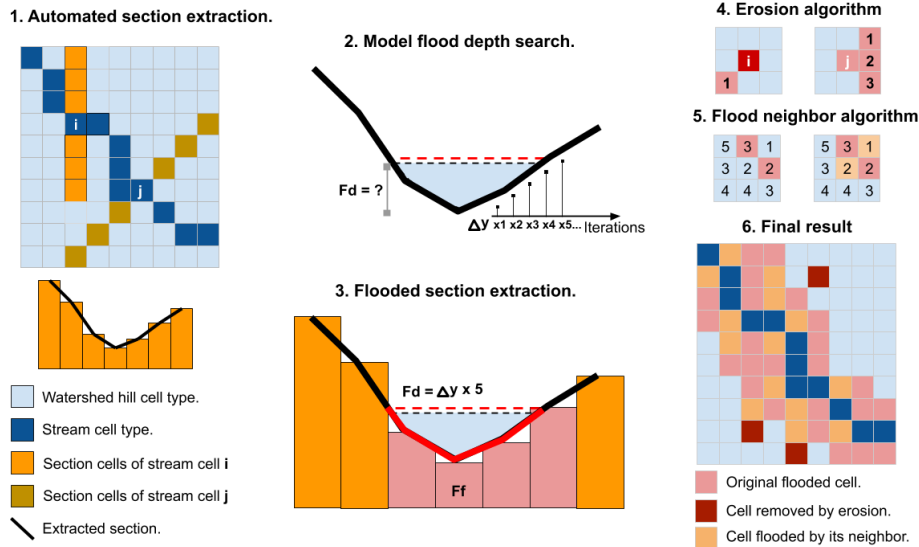 1. Automated section extraction.
i
j
Watershed hill cell type.
Stream cell type.
Section cells of stream cell i
Section cells of stream cell j
Extracted section.
2. Model flood depth search.
Fd = ?
Δy x1 x2 x3 x4 x5... Iterations
3. Flooded section extraction.
Fd = Δy x 5
Ff
4. Erosion algorithm
i
1
1
j 2
3
5. Flood neighbor algorithm
5 3 1
3 2 2
4 4 3
5 3 1
3 2 2
4 4 3
6. Final result
Original flooded cell.
Cell removed by erosion.
Cell flooded by its neighbor.